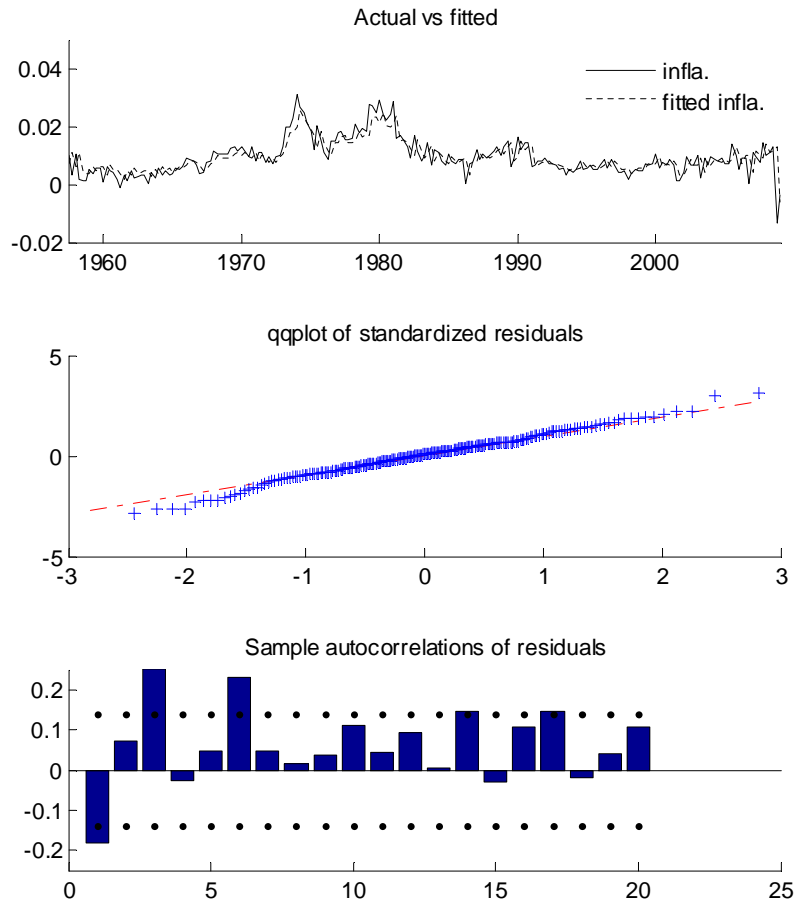 Actual vs fitted
0.04
0.02
0
-0.02
infla.
fitted infla.
1960 1970 1980 1990 2000
qqplot of standardized residuals
5
0
-5
-3 -2 -1 0 1 2 3
Sample autocorrelations of residuals
0.2
0.1
0
-0.1
-0.2
0 5 10 15 20 25